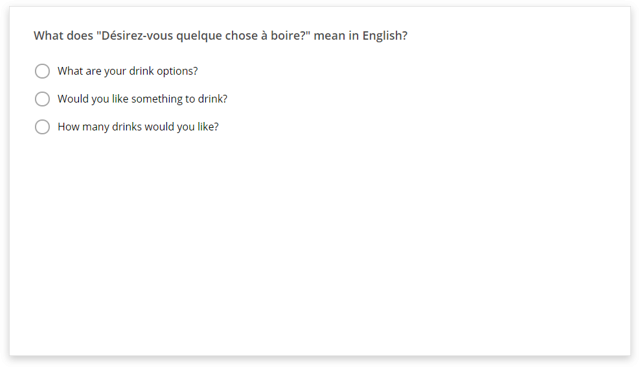 What does "Désirez-vous quelque chose à boire?" mean in English?
What are your drink options?
Would you like something to drink?
How many drinks would you like?